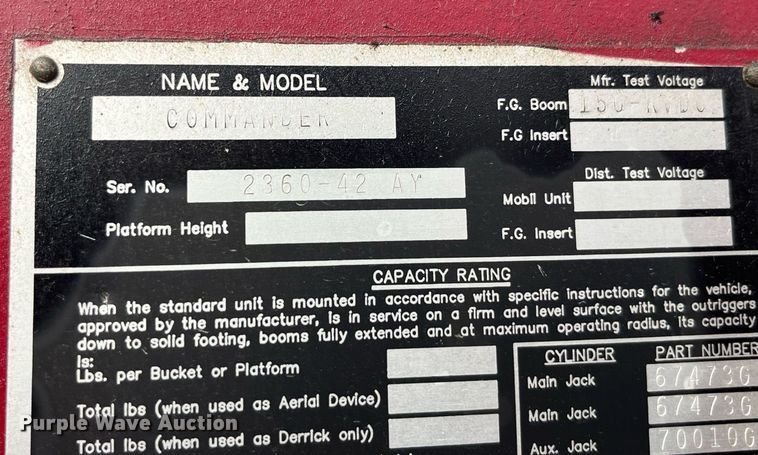 NAME & MODEL
COMMANDER
Ser. No. 2360-42 AY
Platform Height
Mfr. Test Voltage
F.G. Boom 150-KVDC
F.G Insert
Dist. Test Voltage
Mobil Unit
F.G. Insert
CAPACITY RATING
When the standard unit is mounted in accordance with specific instructions for the vehicle,
approved by the manufacturer, is in service on a firm and level surface with the outriggers
down to solid footing, booms fully extended and at maximum operating radius, its capacity
is:
Lbs. per Bucket or Platform
Total lbs (when used as Aerial Device)
Total lbs (when used as Derrick only)
CYLINDER PART NUMBER
Main Jack 67473G
Main Jack 67473G
Aux. Jack 70010G
Purple Wave Auction